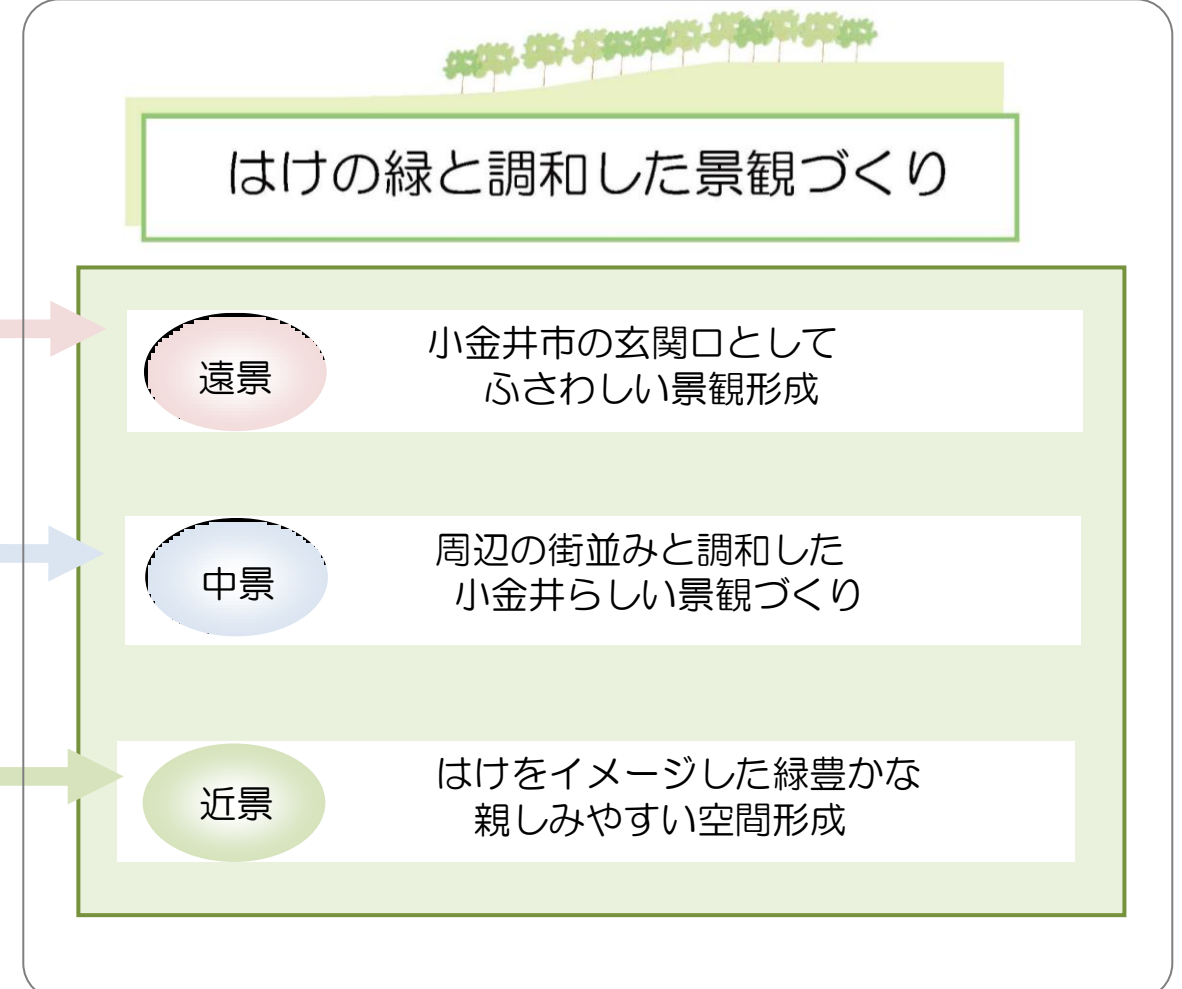 はけの緑と調和した景観づくり
遠景
小金井市の玄関口として
ふさわしい景観形成
中景
周辺の街並みと調和した
小金井らしい景観づくり
近景
はけをイメージした緑豊かな
親しみやすい空間形成